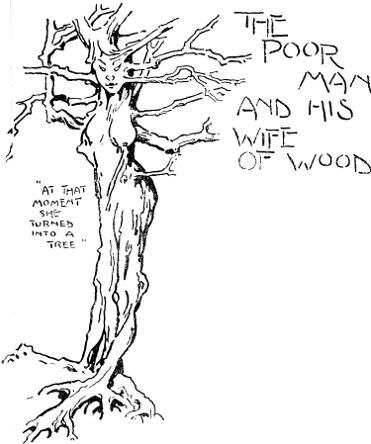 THE
POOR
MAN
AND HIS
WIFE
OF WOOD
"AT THAT
MOMENT
SHE
TURNED
INTO A
TREE"